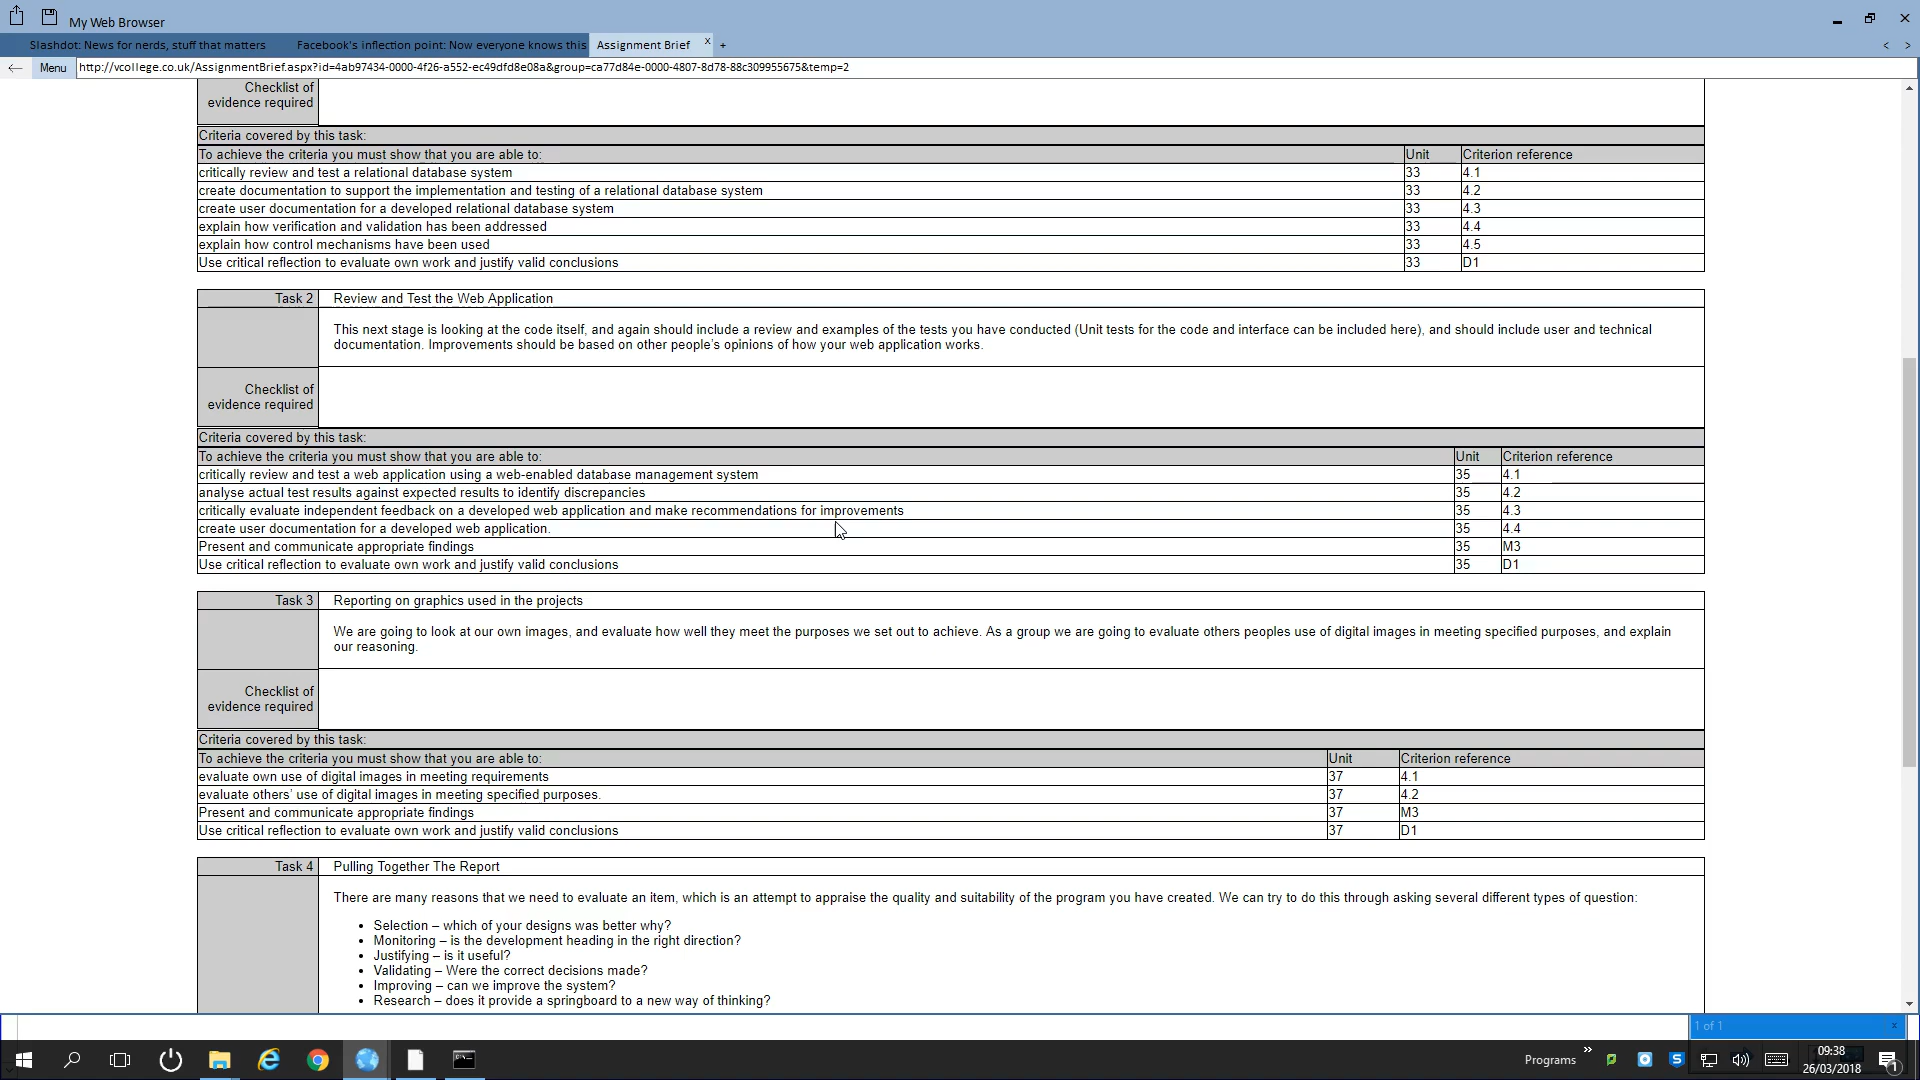 My Web Browser
Slashdot: News for nerds, stuff that matters
Facebook's inflection point: Now everyone knows this
Assignment Brief x +
< >
Menu
http://vcollege.co.uk/AssignmentBrief.aspx?id=4ab97434-0000-4f26-a552-ec49dfd8e08a&group=ca77d84e-0000-4807-8d78-88c309955675&temp=2
Checklist of
evidence required
Criteria covered by this task:
To achieve the criteria you must show that you are able to: Unit Criterion reference
critically review and test a relational database system 33 4.1
create documentation to support the implementation and testing of a relational database system 33 4.2
create user documentation for a developed relational database system 33 4.3
explain how verification and validation has been addressed 33 4.4
explain how control mechanisms have been used 33 4.5
Use critical reflection to evaluate own work and justify valid conclusions 33 D1
Task 2 Review and Test the Web Application
This next stage is looking at the code itself, and again should include a review and examples of the tests you have conducted (Unit tests for the code and interface can be included here), and should include user and technical
documentation. Improvements should be based on other people's opinions of how your web application works.
Checklist of
evidence required
Criteria covered by this task:
To achieve the criteria you must show that you are able to: Unit Criterion reference
critically review and test a web application using a web-enabled database management system 35 4.1
analyse actual test results against expected results to identify discrepancies 35 4.2
critically evaluate independent feedback on a developed web application and make recommendations for improvements 35 4.3
create user documentation for a developed web application. 35 4.4
Present and communicate appropriate findings 35 M3
Use critical reflection to evaluate own work and justify valid conclusions 35 D1
Task 3 Reporting on graphics used in the projects
We are going to look at our own images, and evaluate how well they meet the purposes we set out to achieve. As a group we are going to evaluate others peoples use of digital images in meeting specified purposes, and explain
our reasoning.
Checklist of
evidence required
Criteria covered by this task:
To achieve the criteria you must show that you are able to: Unit Criterion reference
evaluate own use of digital images in meeting requirements 37 4.1
evaluate others' use of digital images in meeting specified purposes. 37 4.2
Present and communicate appropriate findings 37 M3
Use critical reflection to evaluate own work and justify valid conclusions 37 D1
Task 4 Pulling Together The Report
There are many reasons that we need to evaluate an item, which is an attempt to appraise the quality and suitability of the program you have created. We can try to do this through asking several different types of question:
• Selection – which of your designs was better why?
• Monitoring – is the development heading in the right direction?
• Justifying – is it useful?
• Validating – Were the correct decisions made?
• Improving – can we improve the system?
• Research – does it provide a springboard to a new way of thinking?
1 of 1 x
Programs »
09:38
26/03/2018
1